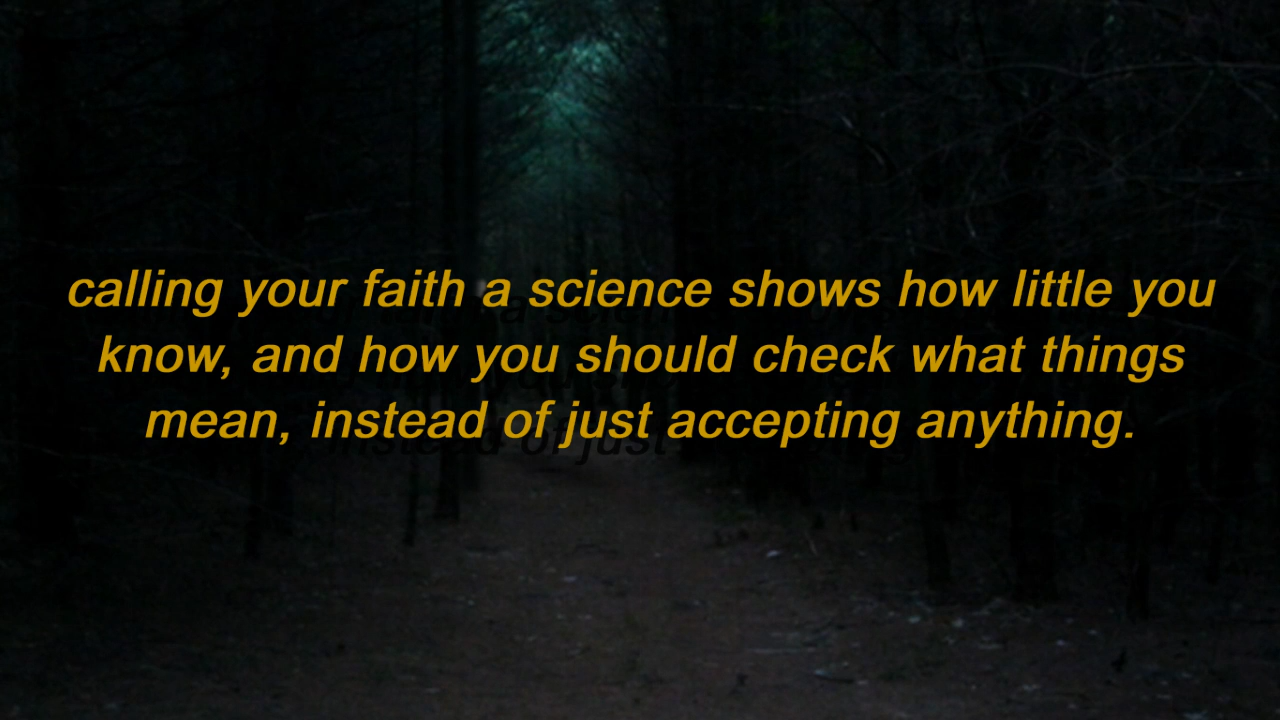 calling your faith a science shows how little you
know, and how you should check what things
mean, instead of just accepting anything.